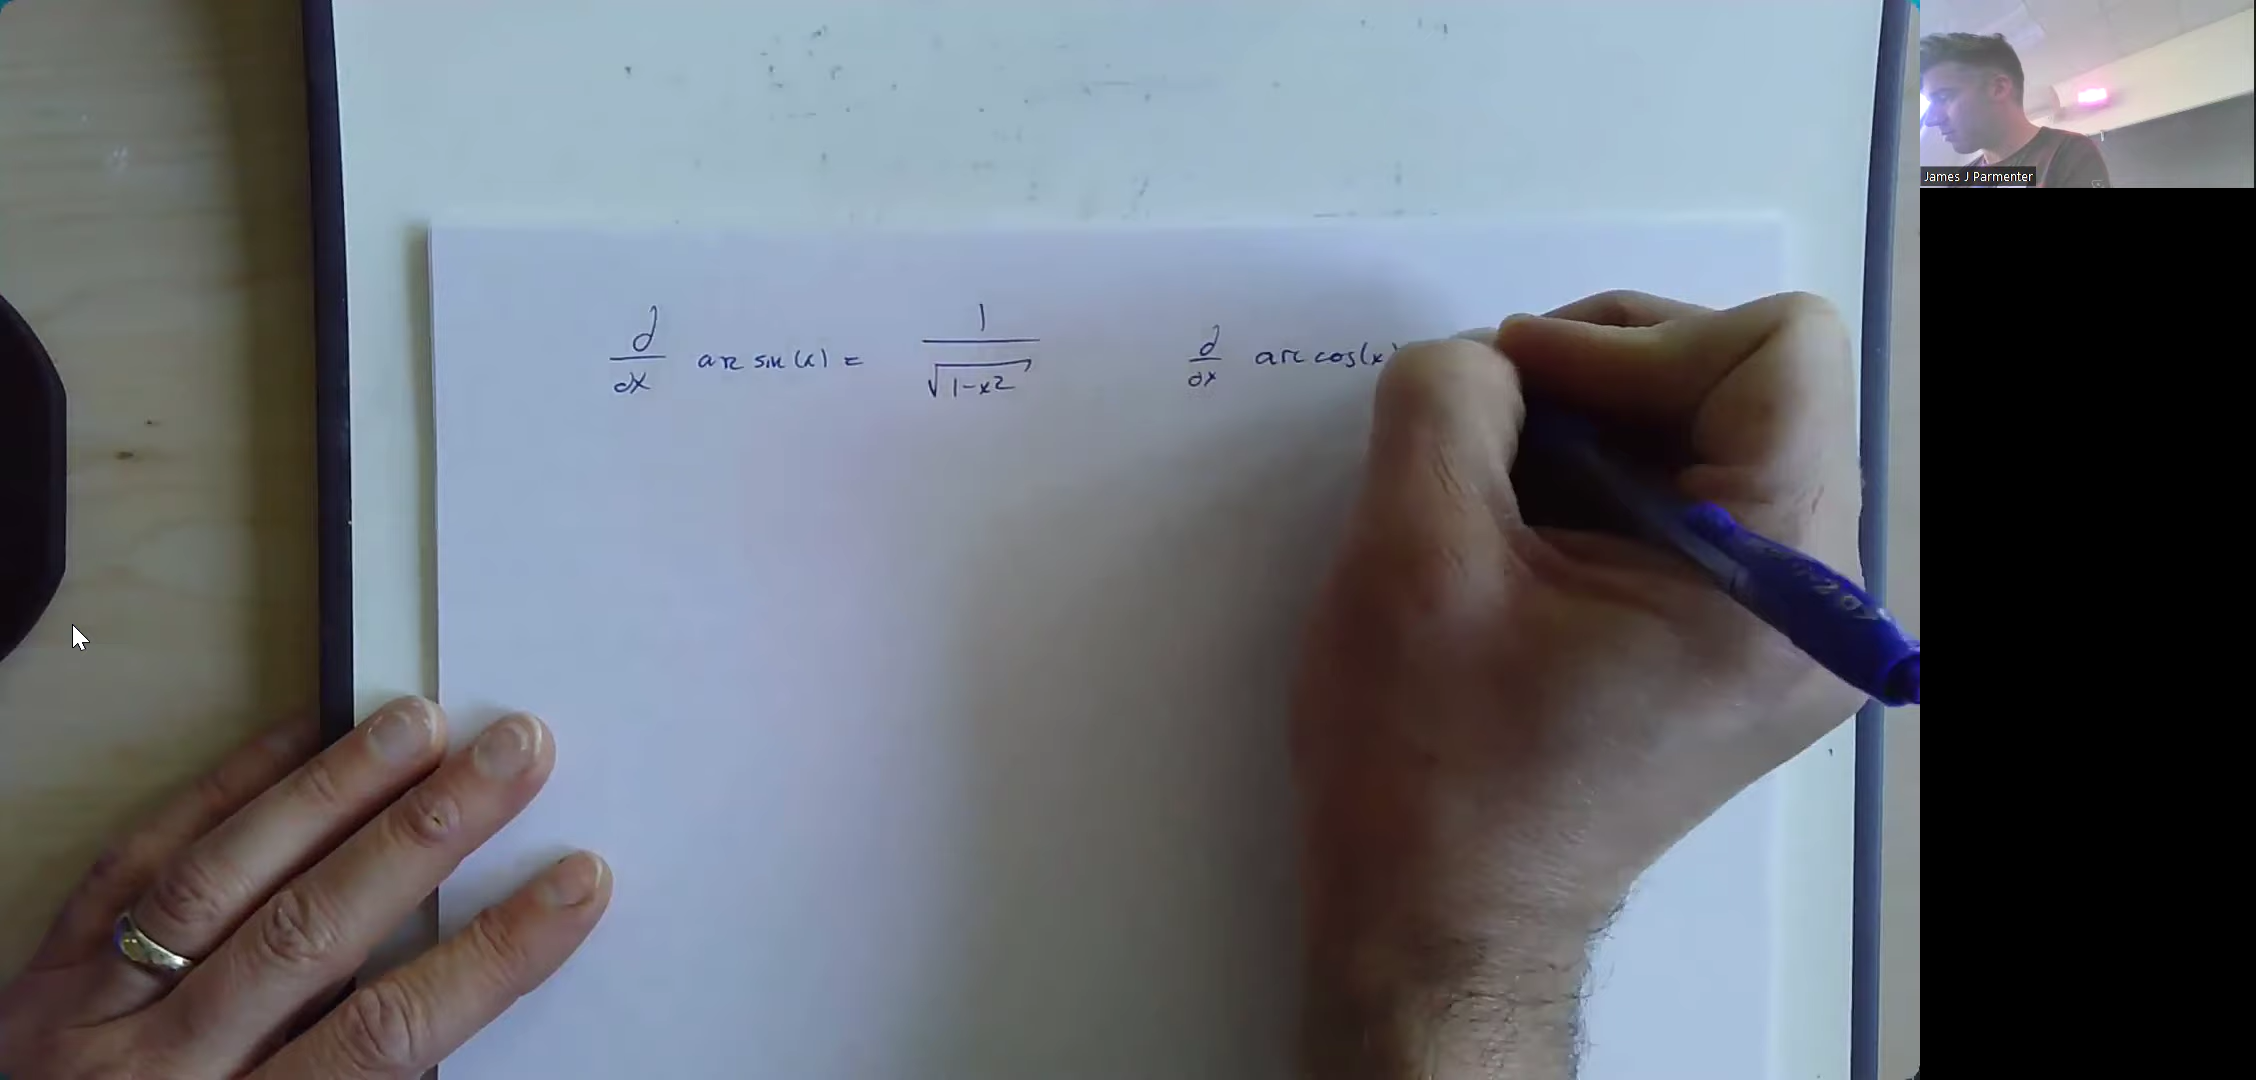 d/dx arcsin(x) = 1/√(1-x2) d/dx arccos(x)
James J Parmenter